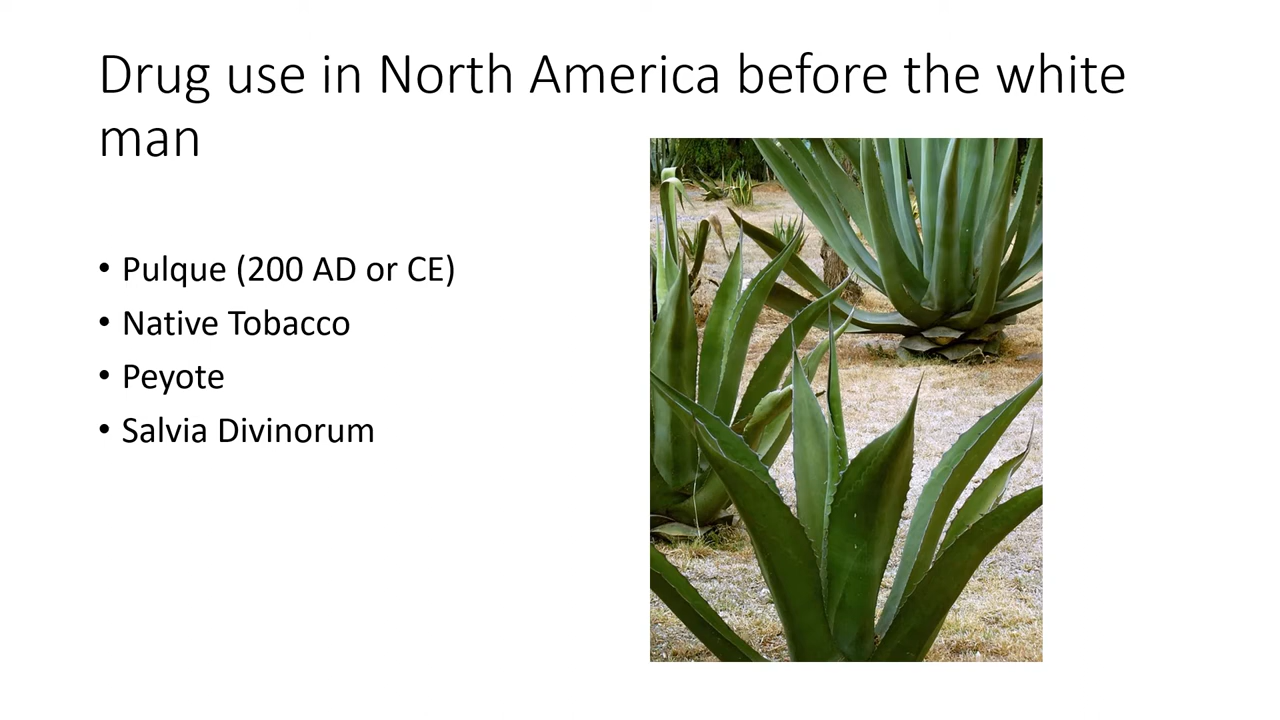 Drug use in North America before the white
man
• Pulque (200 AD or CE)
• Native Tobacco
• Peyote
• Salvia Divinorum